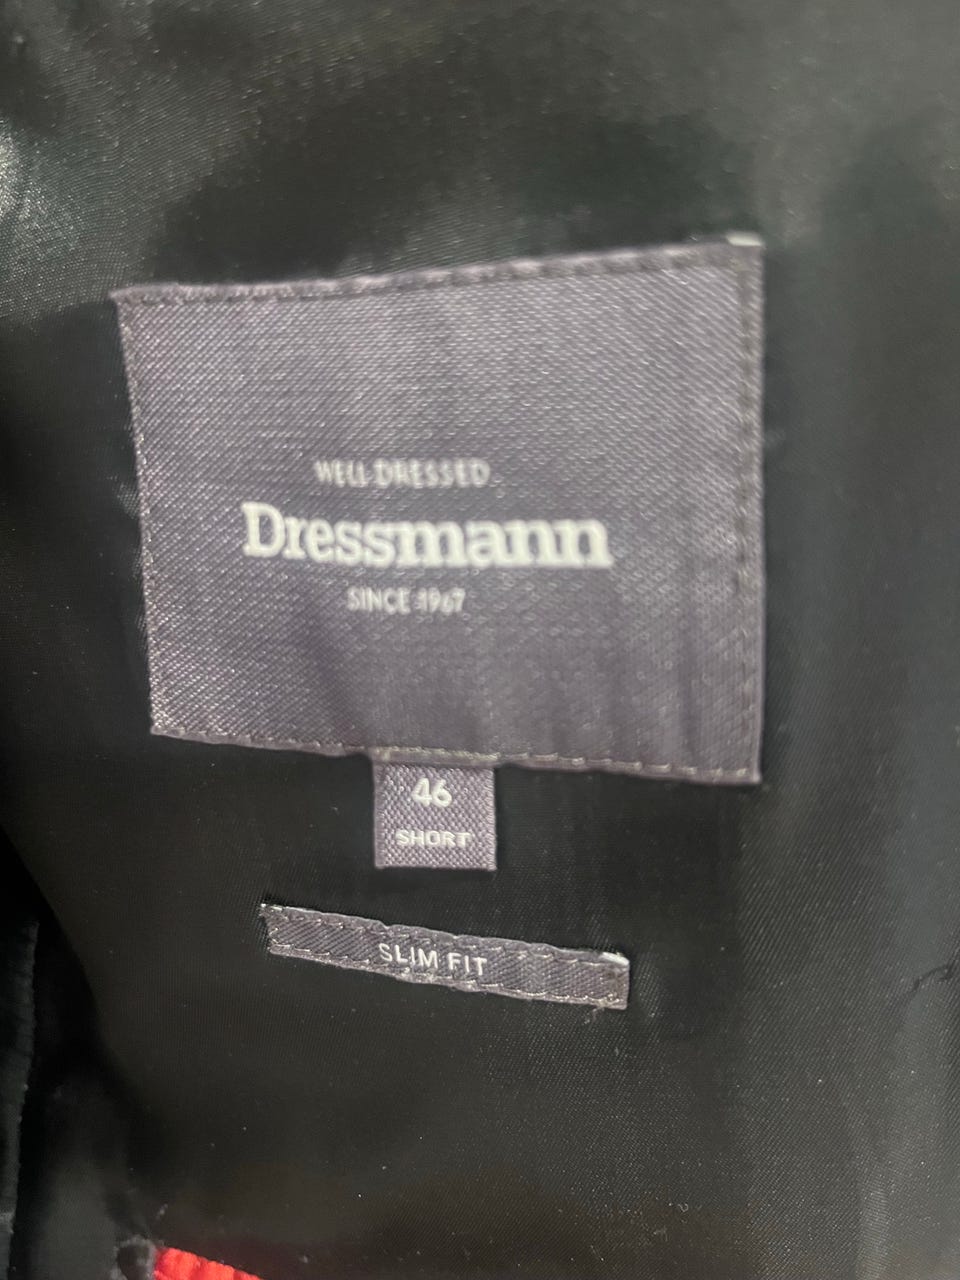 WELL DRESSED
Dressmann
SINCE 1967
46
SHORT
SLIM FIT